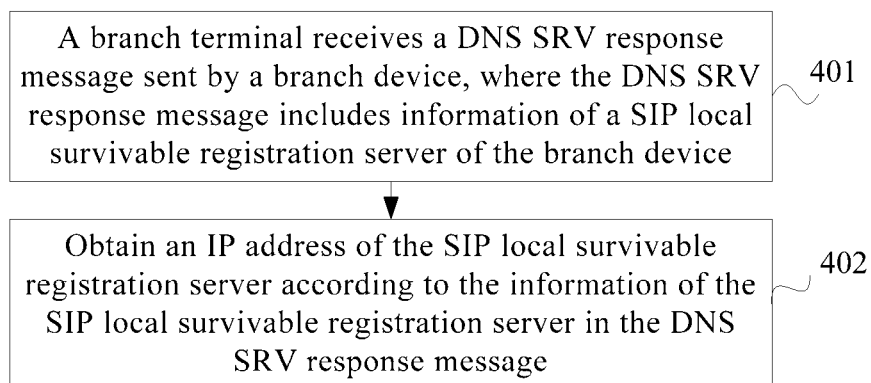 A branch terminal receives a DNS SRV response
message sent by a branch device, where the DNS SRV
response message includes information of a SIP local
survivable registration server of the branch device
401
Obtain an IP address of the SIP local survivable
registration server according to the information of the
SIP local survivable registration server in the DNS
SRV response message
402